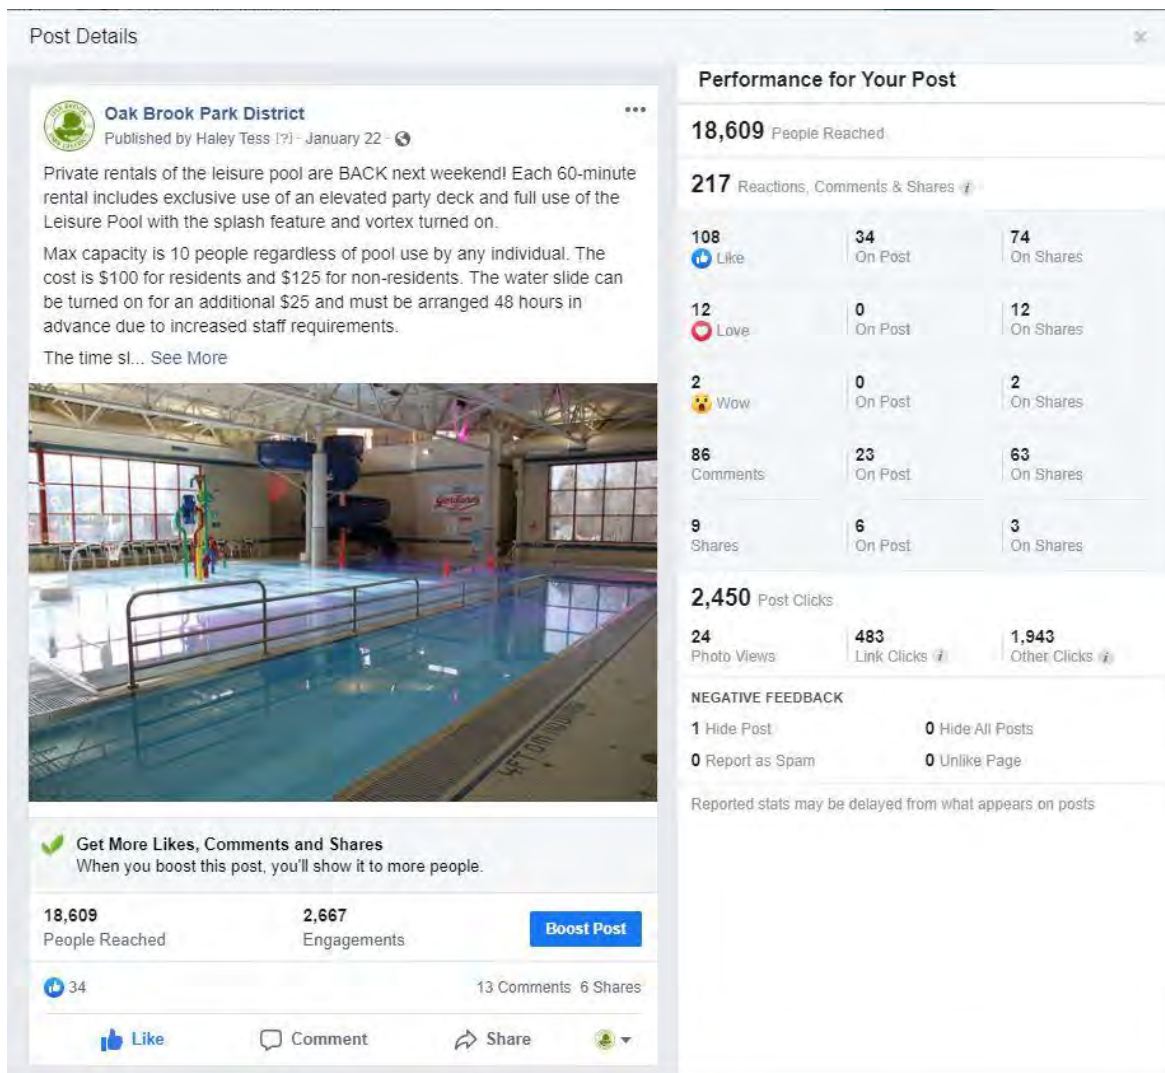 Post Details
Oak Brook Park District
Published by Haley Tess [?] · January 22 ·
Private rentals of the leisure pool are BACK next weekend! Each 60-minute
rental includes exclusive use of an elevated party deck and full use of the
Leisure Pool with the splash feature and vortex turned on.
Max capacity is 10 people regardless of pool use by any individual. The
cost is $100 for residents and $125 for non-residents. The water slide can
be turned on for an additional $25 and must be arranged 48 hours in
advance due to increased staff requirements.
The time sl... See More
4 FT
Get More Likes, Comments and Shares
When you boost this post, you'll show it to more people.
18,609 2,667
People Reached Engagements
Boost Post
34 13 Comments 6 Shares
Like Comment Share
Performance for Your Post
18,609 People Reached
217 Reactions, Comments & Shares
108 34 74
Like On Post On Shares
12 0 12
Love On Post On Shares
2 0 2
Wow On Post On Shares
86 23 63
Comments On Post On Shares
9 6 3
Shares On Post On Shares
2,450 Post Clicks
24 483 1,943
Photo Views Link Clicks Other Clicks
NEGATIVE FEEDBACK
1 Hide Post 0 Hide All Posts
0 Report as Spam 0 Unlike Page
Reported stats may be delayed from what appears on posts